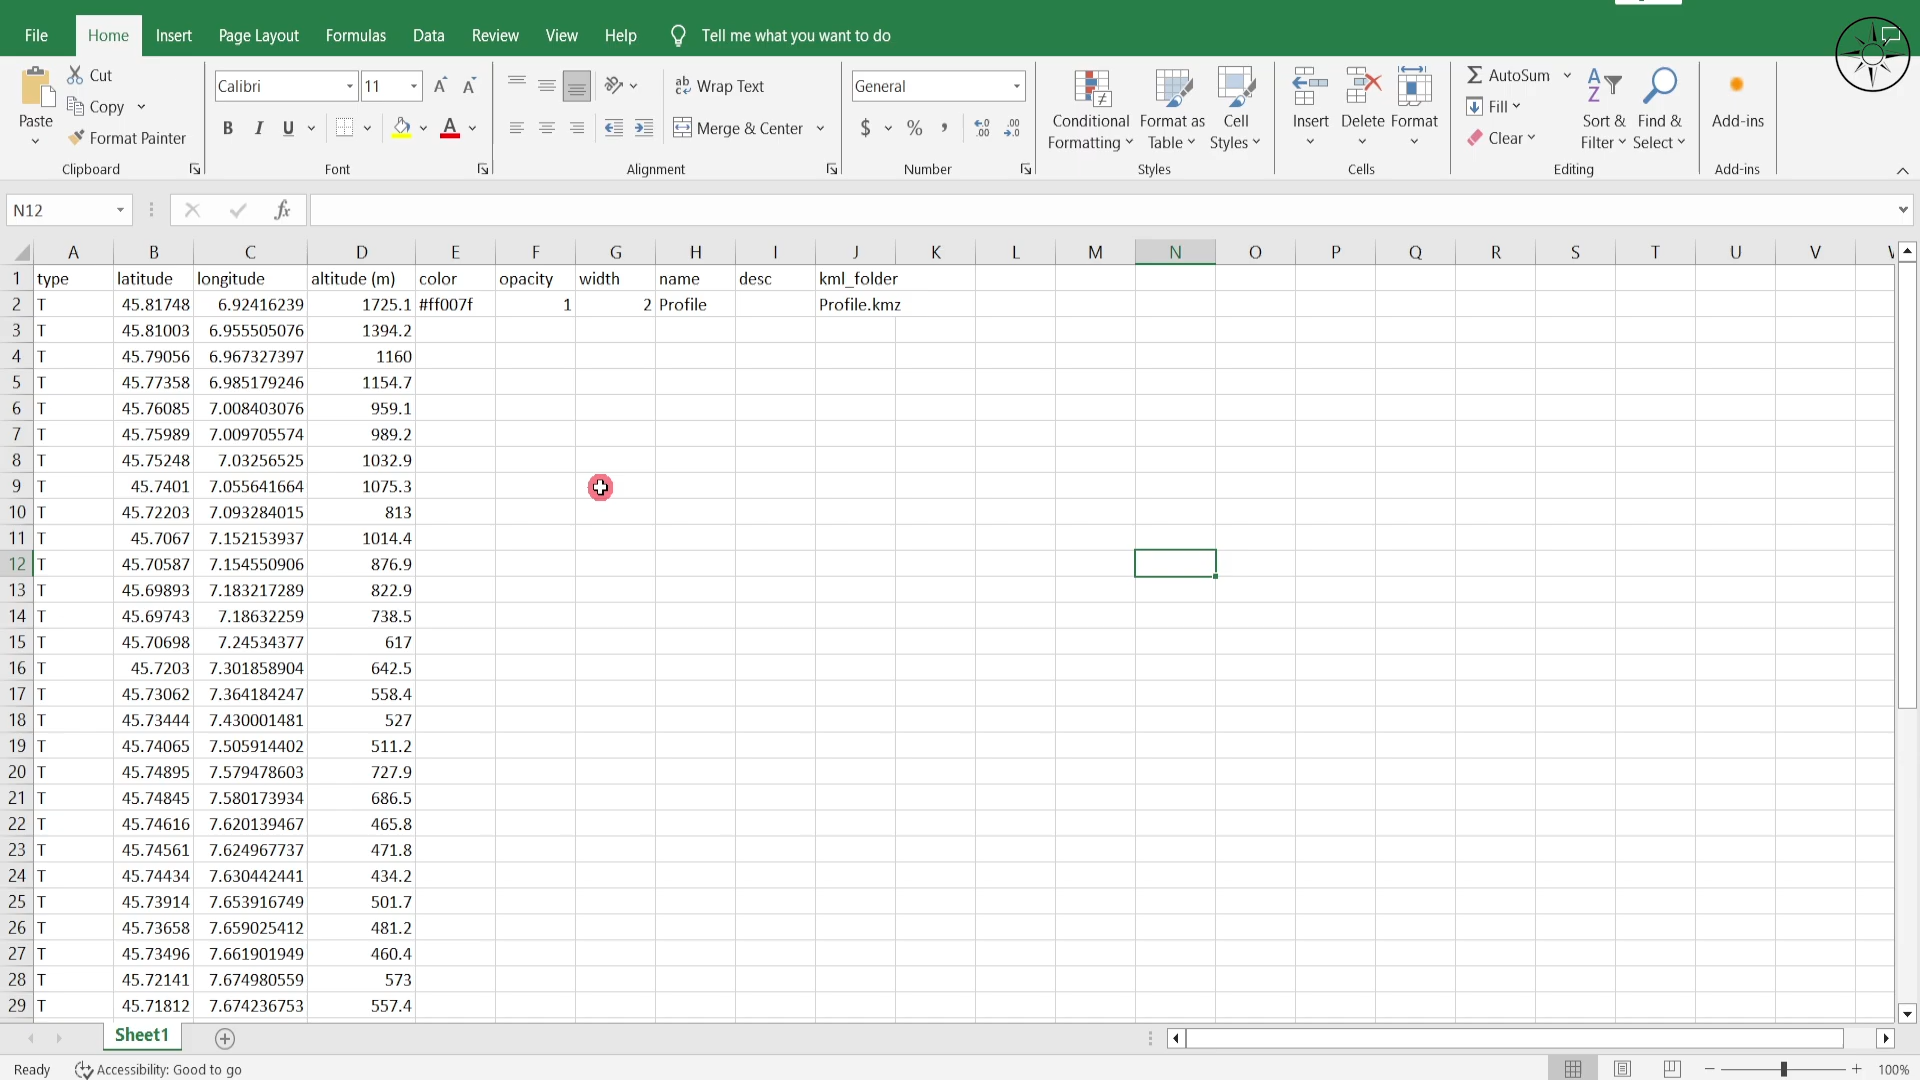 File Home Insert Page Layout Formulas Data Review View Help Tell me what you want to do
Paste
Cut
Copy
Format Painter
Clipboard
Calibri 11
B I U
Font
Wrap Text
Merge & Center
Alignment
General
$ % ,
Number
Conditional Formatting
Format as Table
Cell Styles
Styles
Insert Delete Format
Cells
AutoSum
Fill
Clear
Sort & Filter
Find & Select
Editing
Add-ins
Add-ins
N12 fx
A B C D E F G H I J K L M N O P Q R S T U V
1 type latitude longitude altitude (m) color opacity width name desc kml_folder
2 T 45.81748 6.92416239 1725.1 #ff007f 1 2 Profile Profile.kmz
3 T 45.81003 6.955505076 1394.2
4 T 45.79056 6.967327397 1160
5 T 45.77358 6.985179246 1154.7
6 T 45.76085 7.008403076 959.1
7 T 45.75989 7.009705574 989.2
8 T 45.75248 7.03256525 1032.9
9 T 45.7401 7.055641664 1075.3
10 T 45.72203 7.093284015 813
11 T 45.7067 7.152153937 1014.4
12 T 45.70587 7.154550906 876.9
13 T 45.69893 7.183217289 822.9
14 T 45.69743 7.18632259 738.5
15 T 45.70698 7.24534377 617
16 T 45.7203 7.301858904 642.5
17 T 45.73062 7.364184247 558.4
18 T 45.73444 7.430001481 527
19 T 45.74065 7.505914402 511.2
20 T 45.74895 7.579478603 727.9
21 T 45.74845 7.580173934 686.5
22 T 45.74616 7.620139467 465.8
23 T 45.74561 7.624967737 471.8
24 T 45.74434 7.630442441 434.2
25 T 45.73914 7.653916749 501.7
26 T 45.73658 7.659025412 481.2
27 T 45.73496 7.661901949 460.4
28 T 45.72141 7.674980559 573
29 T 45.71812 7.674236753 557.4
Sheet1
Ready Accessibility: Good to go 100%